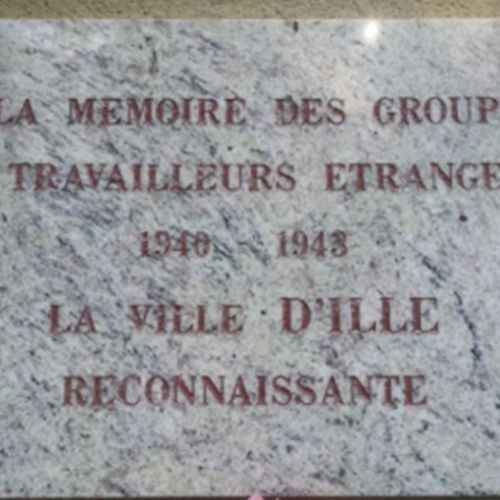 LA MEMOIRE DES GROUP
TRAVAILLEURS ETRANGE
1940 - 1943
LA VILLE D'ILLE
RECONNAISSANTE